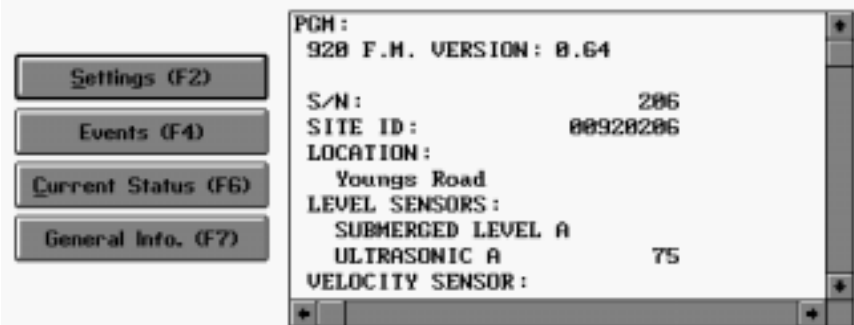 Settings (F2)
Events (F4)
Current Status (F6)
General Info. (F7)
PGM:
920 F.M. VERSION: 0.64
S/N: 206
SITE ID: 00920206
LOCATION:
Youngs Road
LEVEL SENSORS:
SUBMERGED LEVEL A
ULTRASONIC A 75
VELOCITY SENSOR: